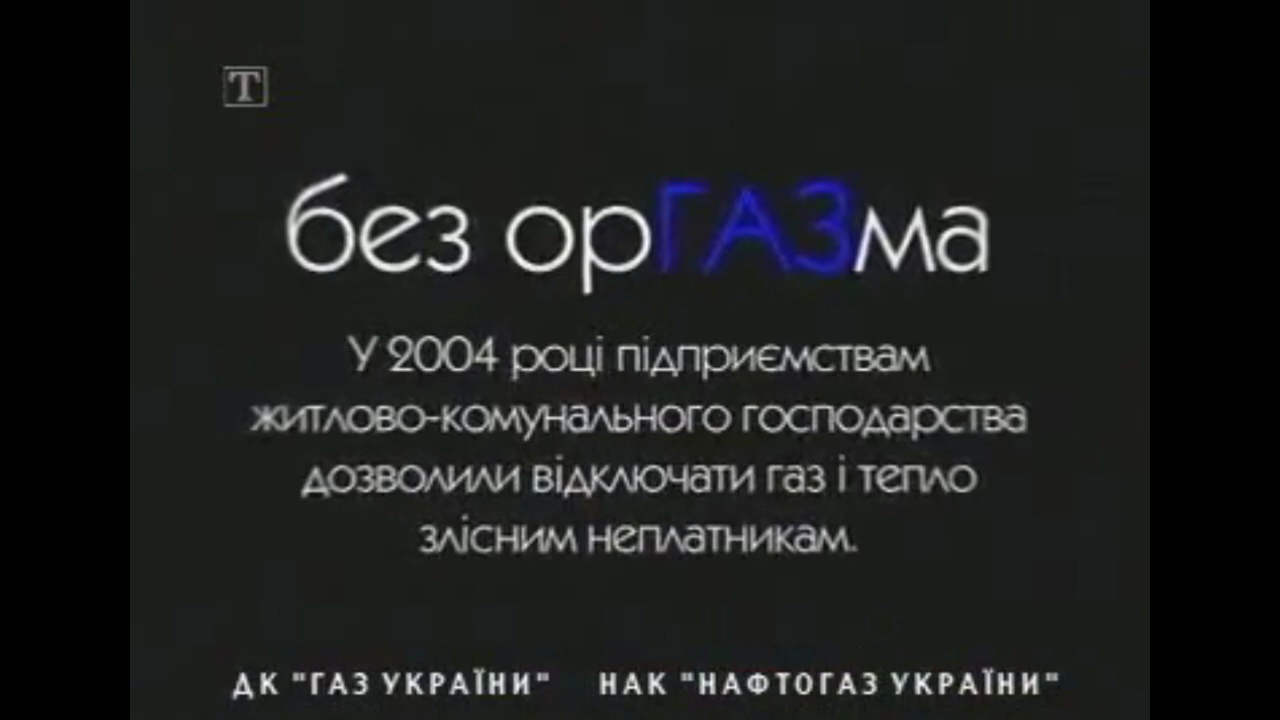 T
без орГАЗма
У 2004 році підприємствам
житлово-комунального господарства
дозволили відключати газ і тепло
злісним неплатникам.
ДК "ГАЗ УКРАЇНИ" НАК "НАФТОГАЗ УКРАЇНИ"